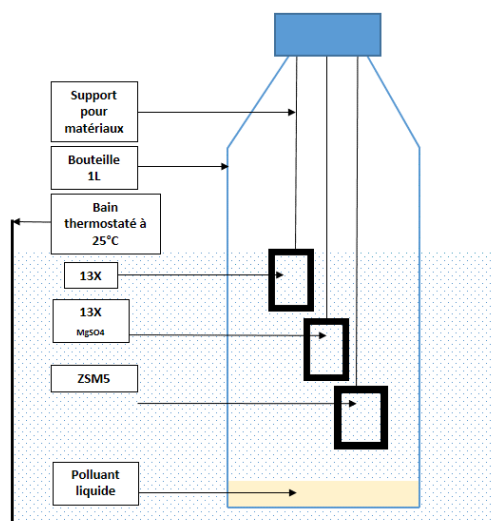 Support
pour
matériaux
Bouteille
1L
Bain
thermostaté à
25°C
13X
13X
MgSO4
ZSM5
Polluant
liquide